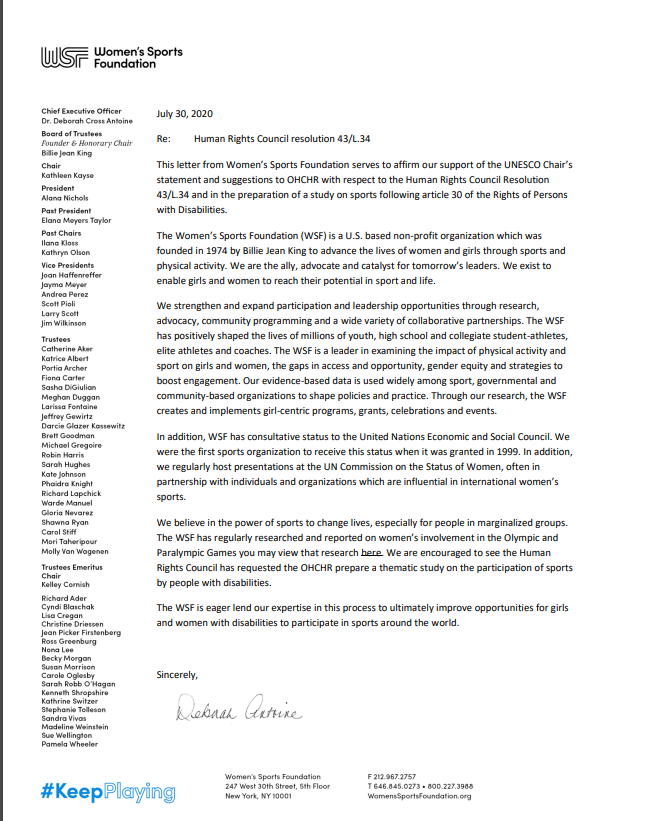 WSF Women's Sports
Foundation
Chief Executive Officer
Dr. Deborah Cross Antoine
Board of Trustees
Founder & Honorary Chair
Billie Jean King
Chair
Kathleen Kayse
President
Alana Nichols
Past President
Elana Meyers Taylor
Past Chairs
Ilana Kloss
Kathryn Olson
Vice Presidents
Joan Haffenreffer
Jayma Meyer
Andrea Perez
Scott Pioli
Larry Scott
Jim Wilkinson
Trustees
Catherine Aker
Katrice Albert
Portia Archer
Fiona Carter
Sasha DiGiulian
Meghan Duggan
Larissa Fontaine
Jeffrey Gewirtz
Darcie Glazer Kassewitz
Brett Goodman
Michael Gregoire
Robin Harris
Sarah Hughes
Kate Johnson
Phaidra Knight
Richard Lapchick
Warde Manuel
Gloria Nevarez
Shawna Ryan
Carol Stiff
Mori Taheripour
Molly Van Wagenen
Trustees Emeritus
Chair
Kelley Cornish
Richard Ader
Cyndi Blaschak
Lisa Cregan
Christine Driessen
Jean Picker Firstenberg
Ross Greenburg
Nona Lee
Becky Morgan
Susan Morrison
Carole Oglesby
Sarah Robb O'Hagan
Kenneth Shropshire
Kathrine Switzer
Stephanie Tolleson
Sandra Vivas
Madeline Weinstein
Sue Wellington
Pamela Wheeler
July 30, 2020
Re: Human Rights Council resolution 43/L.34
This letter from Women's Sports Foundation serves to affirm our support of the UNESCO Chair's
statement and suggestions to OHCHR with respect to the Human Rights Council Resolution
43/L.34 and in the preparation of a study on sports following article 30 of the Rights of Persons
with Disabilities.
The Women's Sports Foundation (WSF) is a U.S. based non-profit organization which was
founded in 1974 by Billie Jean King to advance the lives of women and girls through sports and
physical activity. We are the ally, advocate and catalyst for tomorrow's leaders. We exist to
enable girls and women to reach their potential in sport and life.
We strengthen and expand participation and leadership opportunities through research,
advocacy, community programming and a wide variety of collaborative partnerships. The WSF
has positively shaped the lives of millions of youth, high school and collegiate student-athletes,
elite athletes and coaches. The WSF is a leader in examining the impact of physical activity and
sport on girls and women, the gaps in access and opportunity, gender equity and strategies to
boost engagement. Our evidence-based data is used widely among sport, governmental and
community-based organizations to shape policies and practice. Through our research, the WSF
creates and implements girl-centric programs, grants, celebrations and events.
In addition, WSF has consultative status to the United Nations Economic and Social Council. We
were the first sports organization to receive this status when it was granted in 1999. In addition,
we regularly host presentations at the UN Commission on the Status of Women, often in
partnership with individuals and organizations which are influential in international women's
sports.
We believe in the power of sports to change lives, especially for people in marginalized groups.
The WSF has regularly researched and reported on women's involvement in the Olympic and
Paralympic Games you may view that research here. We are encouraged to see the Human
Rights Council has requested the OHCHR prepare a thematic study on the participation of sports
by people with disabilities.
The WSF is eager lend our expertise in this process to ultimately improve opportunities for girls
and women with disabilities to participate in sports around the world.
Sincerely,
Deborah Antoine
#KeepPlaying
Women's Sports Foundation
247 West 30th Street, 5th Floor
New York, NY 10001
F 212.967.2757
T 646.845.0273 • 800.227.3988
WomensSportsFoundation.org